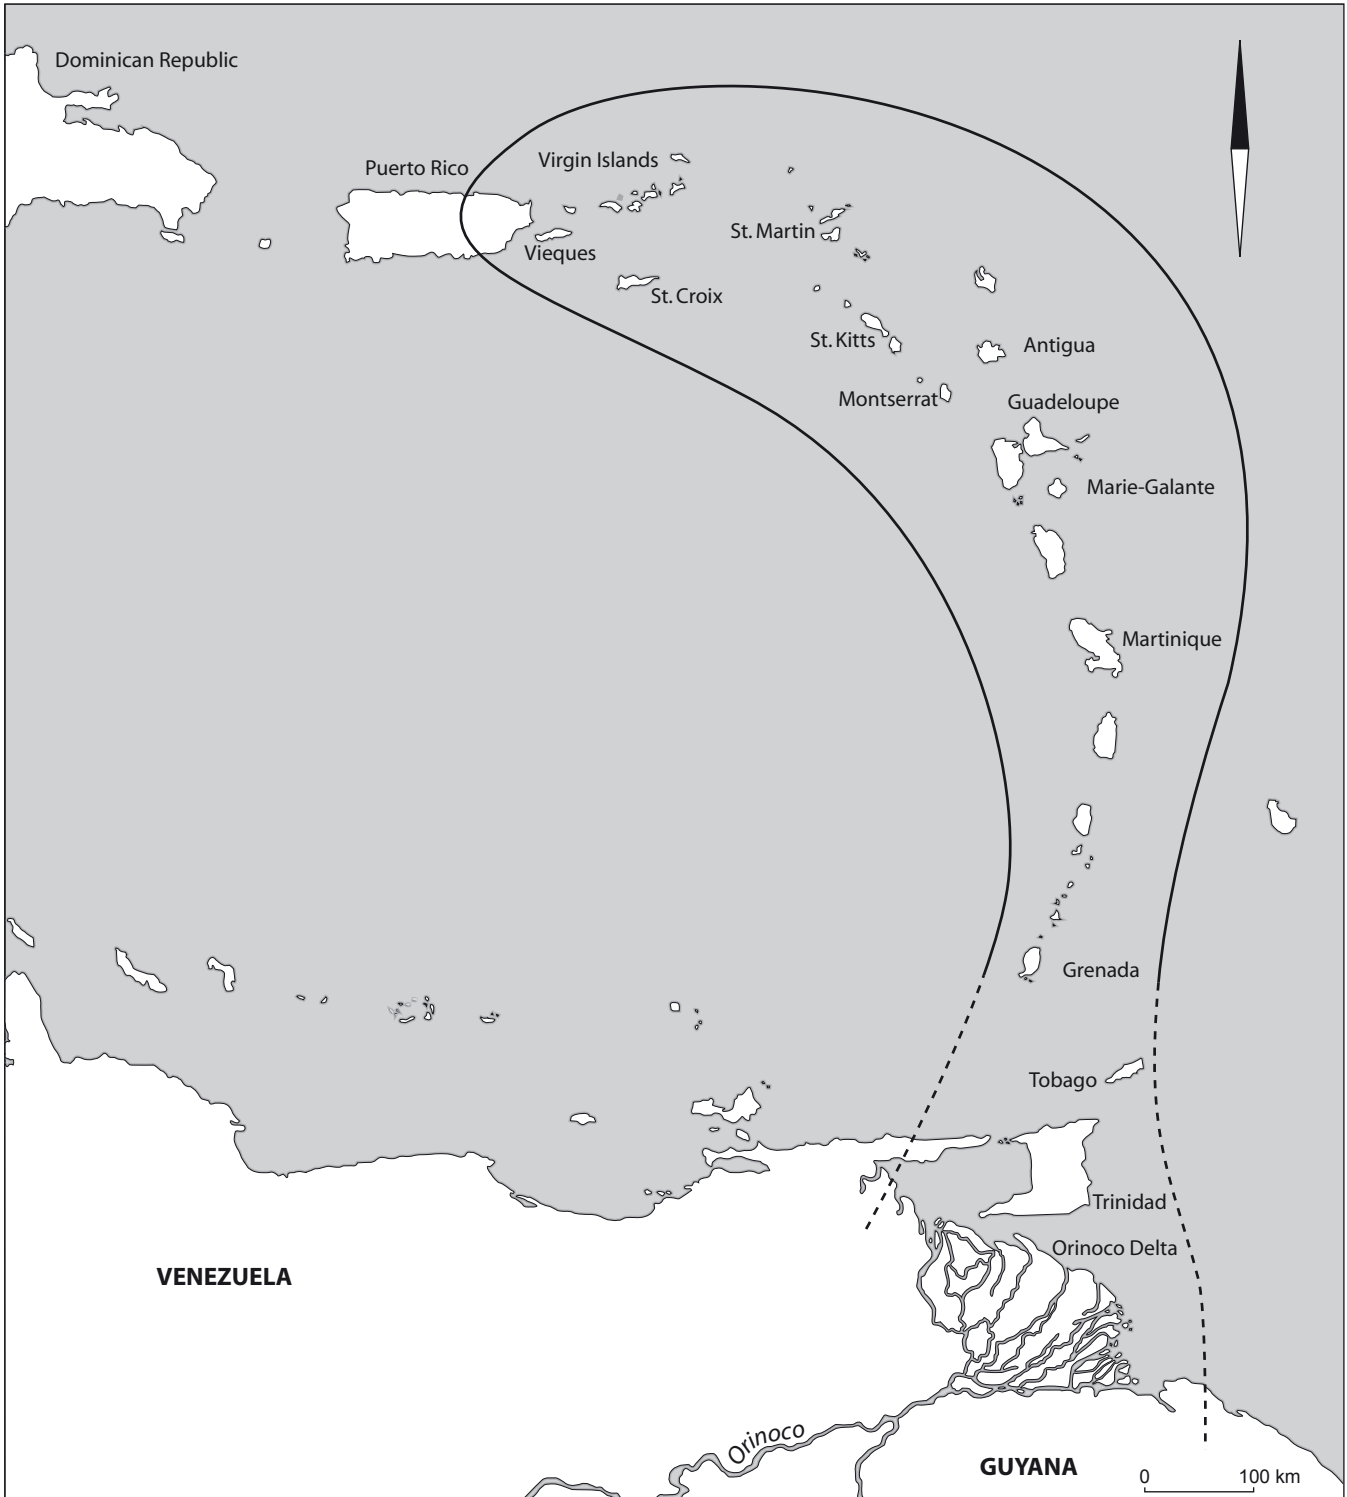 Dominican Republic
Puerto Rico
Virgin Islands
St. Martin
Vieques
St. Croix
St. Kitts
Antigua
Montserrat
Guadeloupe
Marie-Galante
Martinique
Grenada
Tobago
Trinidad
Orinoco Delta
VENEZUELA
Orinoco
GUYANA
0 100 km